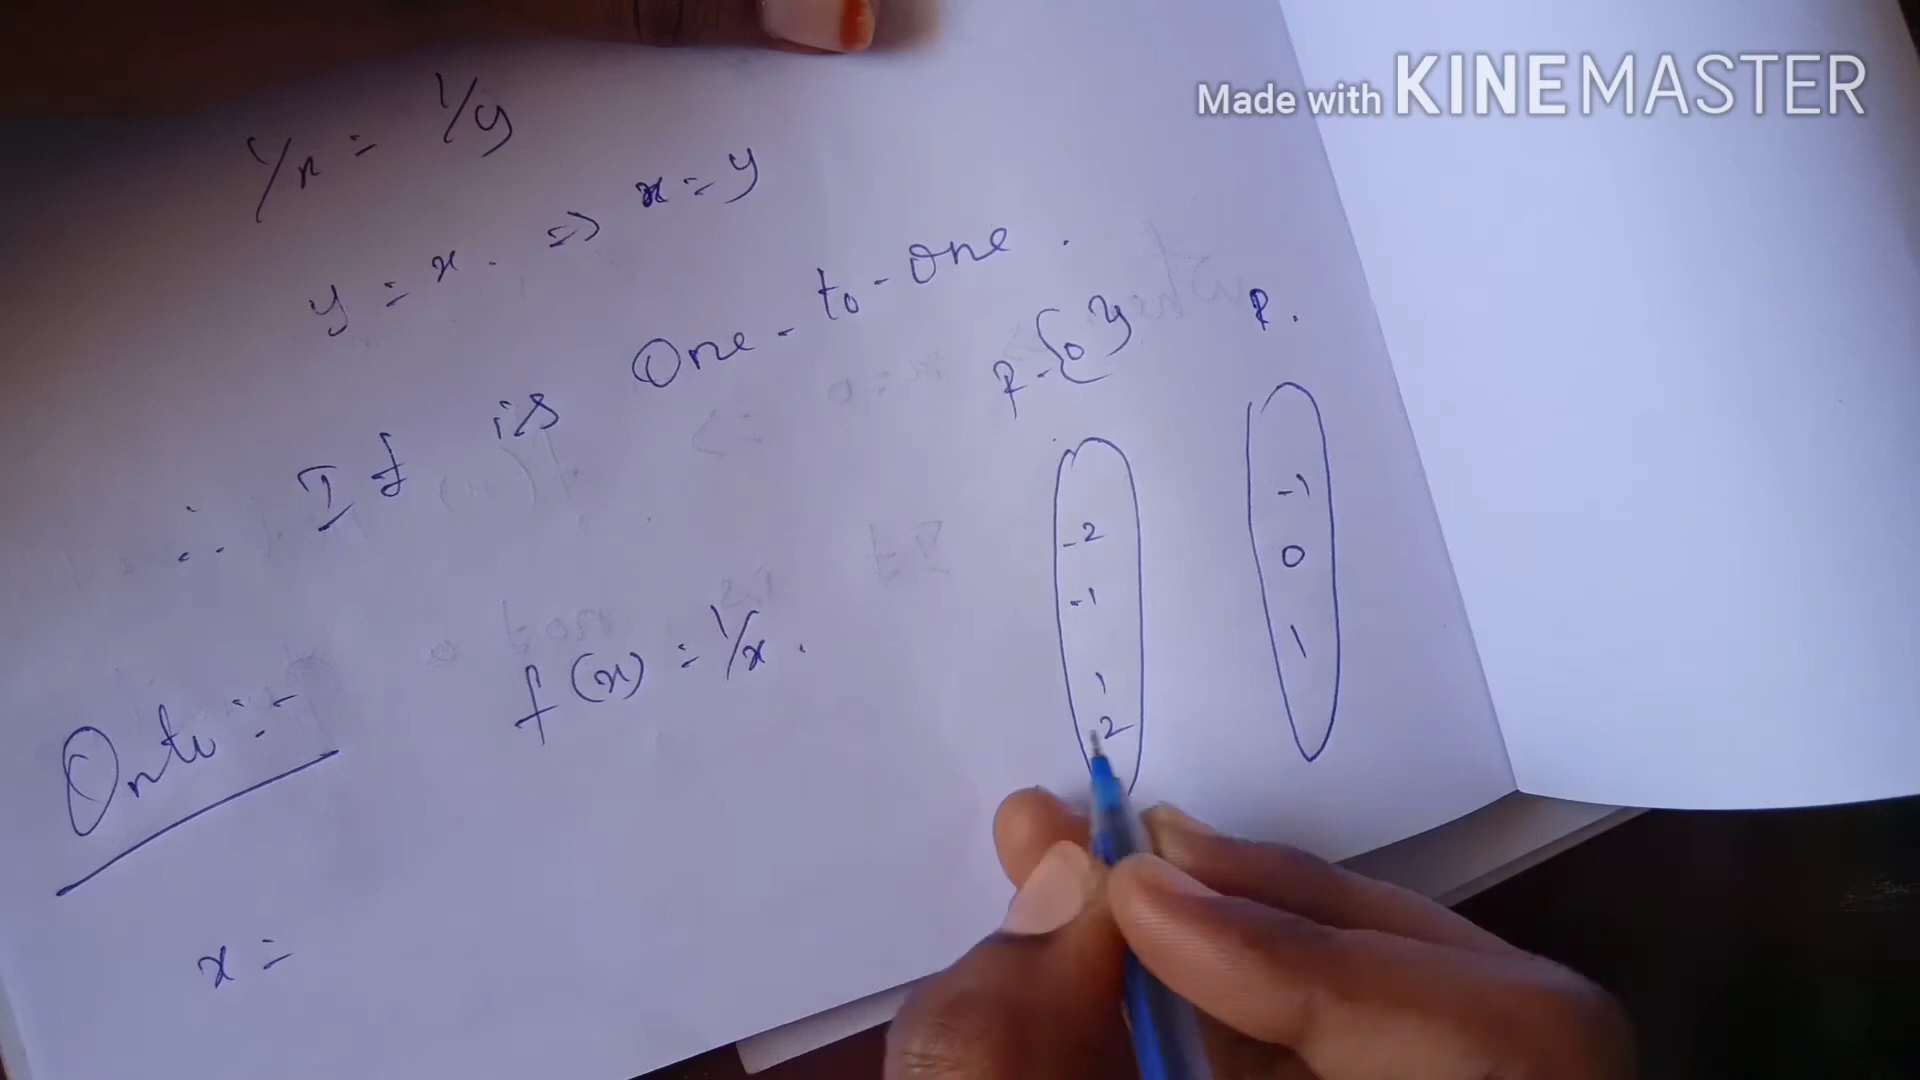 Made with KINEMASTER
1/x = 1/y
y = x. => x = y
∴ It is One-to-One.
R-{0} R.
-2
-1
1
2
-1
0
1
Onto :- f(x) = 1/x.
x =